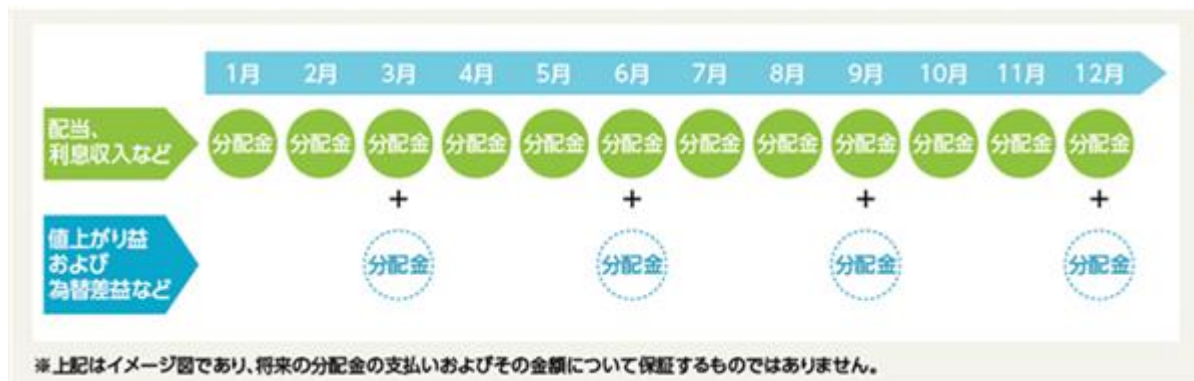 1月 2月 3月 4月 5月 6月 7月 8月 9月 10月 11月 12月
配当、
利息収入など
分配金 分配金 分配金 分配金 分配金 分配金 分配金 分配金 分配金 分配金 分配金 分配金
+ + + +
値上がり益
および
為替差益など
分配金 分配金 分配金 分配金
※上記はイメージ図であり、将来の分配金の支払いおよびその金額について保証するものではありません。